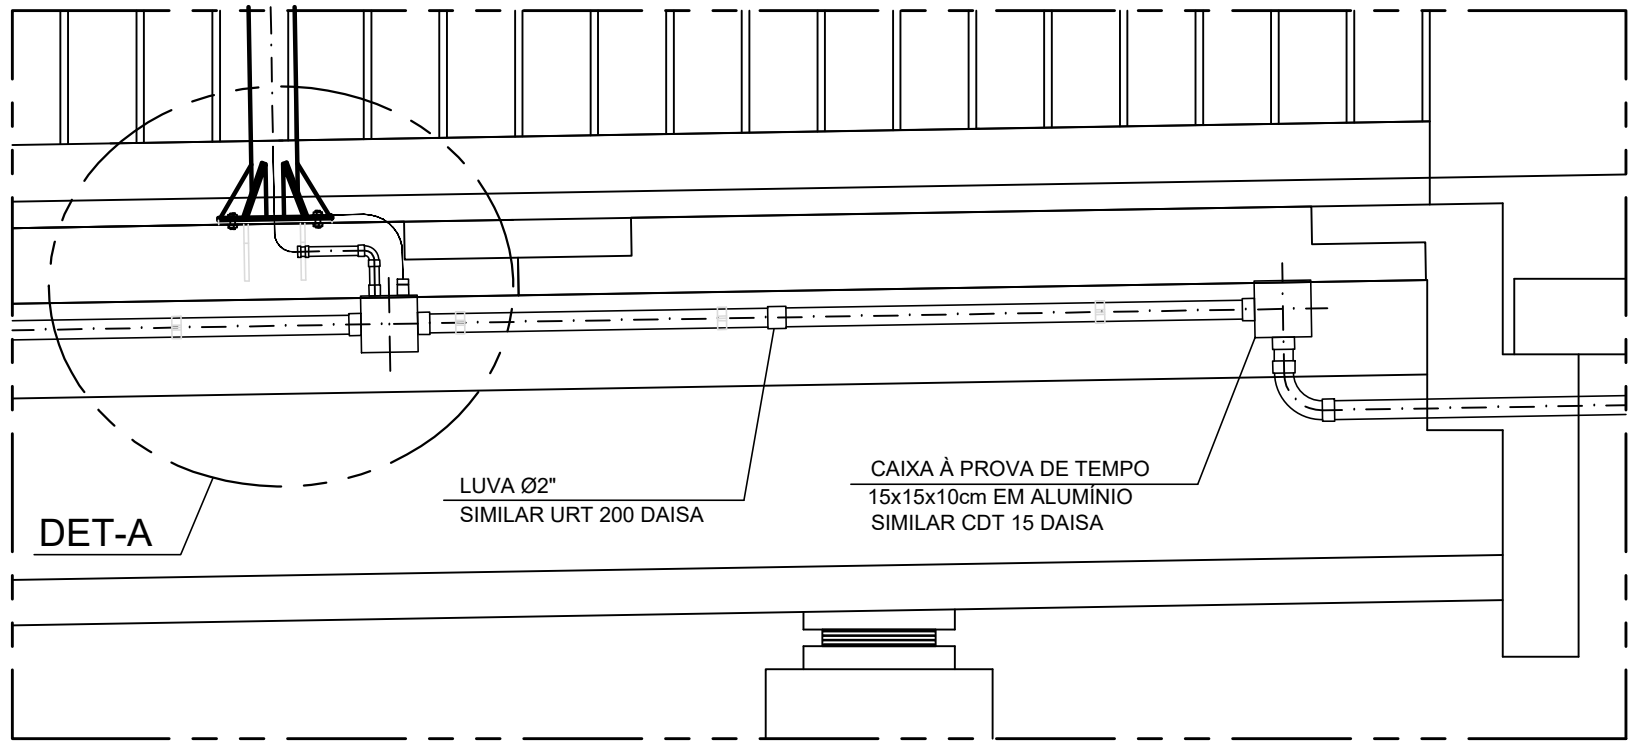 LUVA Ø2"
SIMILAR URT 200 DAISA
CAIXA À PROVA DE TEMPO
15x15x10cm EM ALUMÍNIO
SIMILAR CDT 15 DAISA
DET-A